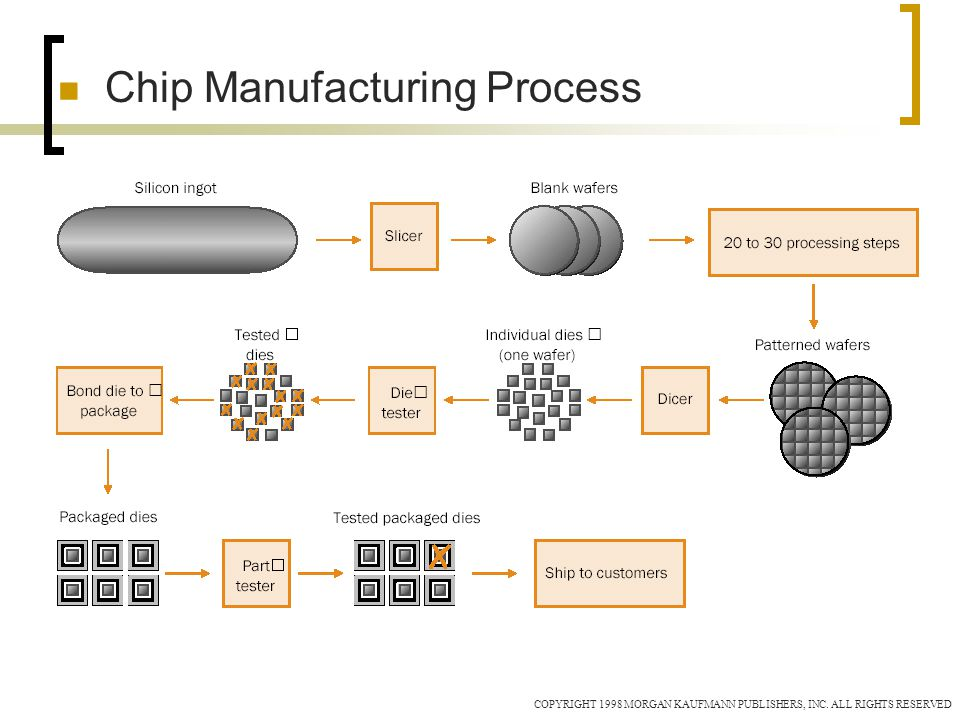 Chip Manufacturing Process
Silicon ingot
Slicer
Blank wafers
20 to 30 processing steps
Patterned wafers
Dicer
Individual dies □
(one wafer)
Die□
tester
Tested □
dies
Bond die to □
package
Packaged dies
Part□
tester
Tested packaged dies
Ship to customers
COPYRIGHT 1998 MORGAN KAUFMANN PUBLISHERS, INC. ALL RIGHTS RESERVED